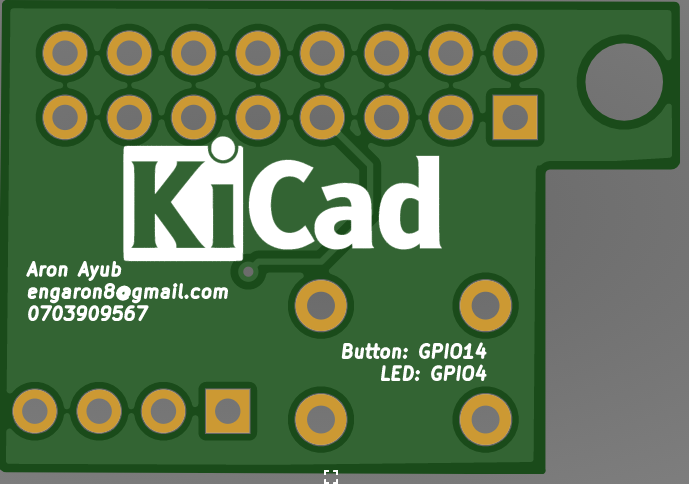 KiCad
Aron Ayub
engaron8@gmail.com
0703909567
Button: GPIO14
LED: GPIO4